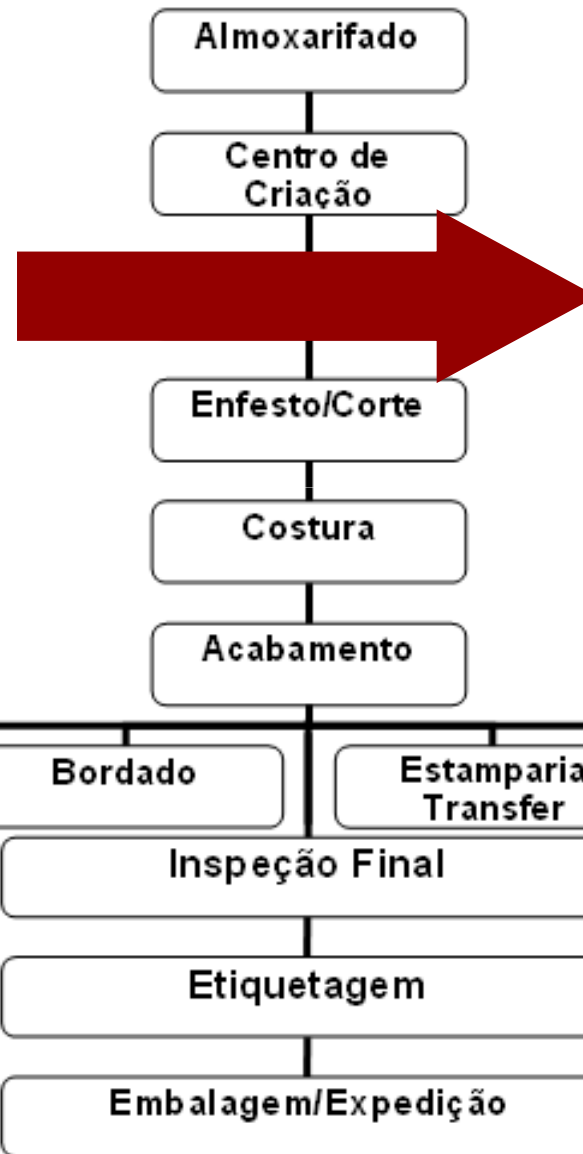 Almoxarifado
Centro de
Criação
Enfesto/Corte
Costura
Acabamento
Bordado
Estamparia
Transfer
Inspeção Final
Etiquetagem
Embalagem/Expedição